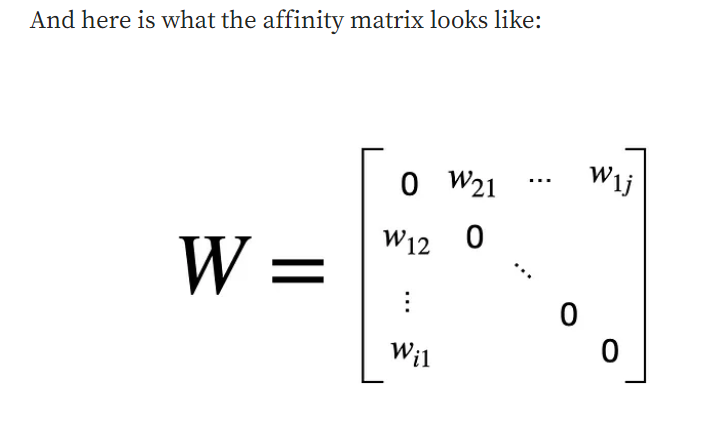 And here is what the affinity matrix looks like:
0 w21 ... w1j
W = w12 0
⋱
⋮ 0
wi1 0